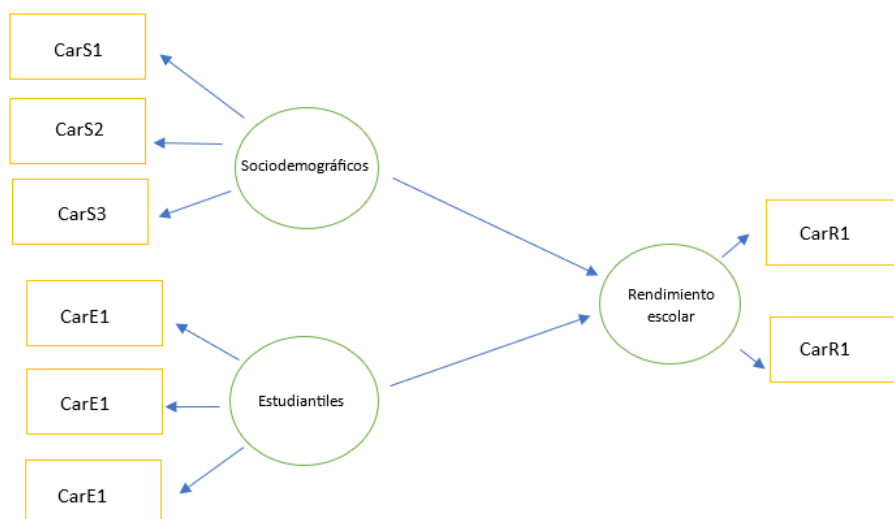 CarS1
CarS2
Sociodemográficos
CarS3
CarR1
CarE1
Rendimiento
escolar
CarR1
CarE1
Estudiantiles
CarE1